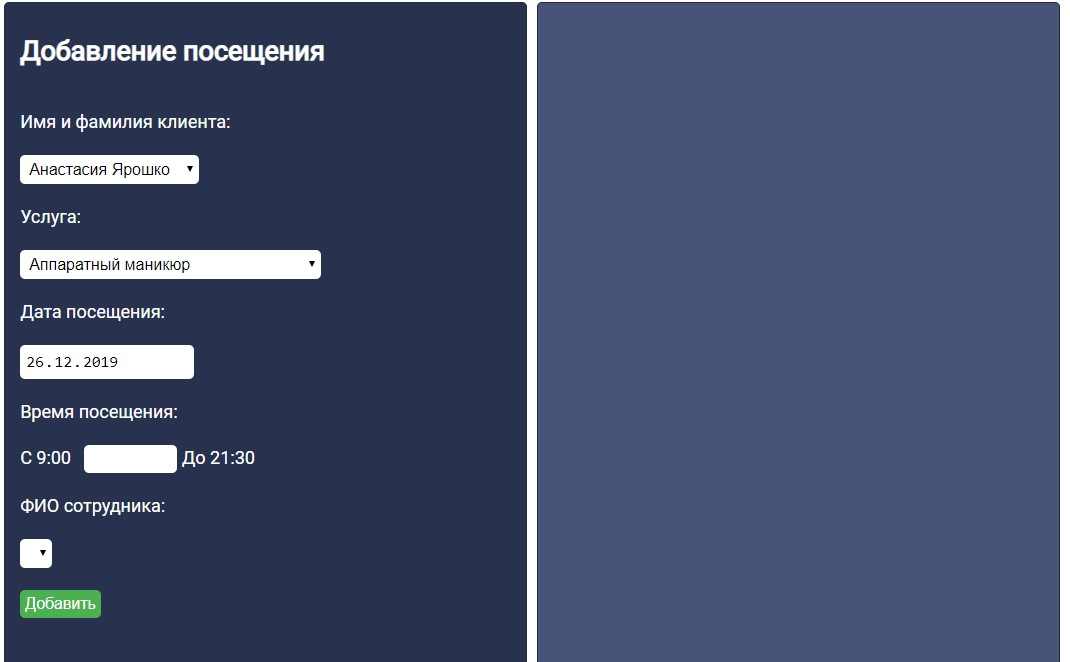 Добавление посещения
Имя и фамилия клиента:
Анастасия Ярошко
Услуга:
Аппаратный маникюр
Дата посещения:
26.12.2019
Время посещения:
С 9:00 До 21:30
ФИО сотрудника:
Добавить